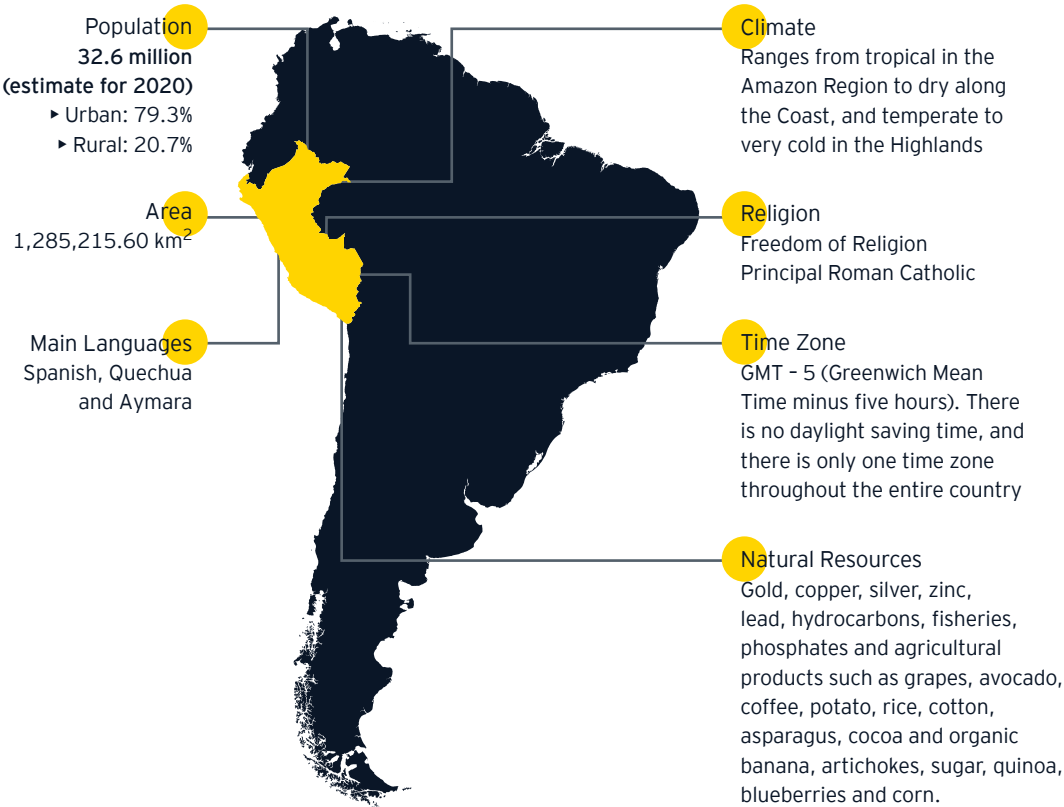 Population
32.6 million
(estimate for 2020)
▸ Urban: 79.3%
▸ Rural: 20.7%
Area
1,285,215.60 km²
Main Languages
Spanish, Quechua
and Aymara
Climate
Ranges from tropical in the
Amazon Region to dry along
the Coast, and temperate to
very cold in the Highlands
Religion
Freedom of Religion
Principal Roman Catholic
Time Zone
GMT – 5 (Greenwich Mean
Time minus five hours). There
is no daylight saving time, and
there is only one time zone
throughout the entire country
Natural Resources
Gold, copper, silver, zinc,
lead, hydrocarbons, fisheries,
phosphates and agricultural
products such as grapes, avocado,
coffee, potato, rice, cotton,
asparagus, cocoa and organic
banana, artichokes, sugar, quinoa,
blueberries and corn.